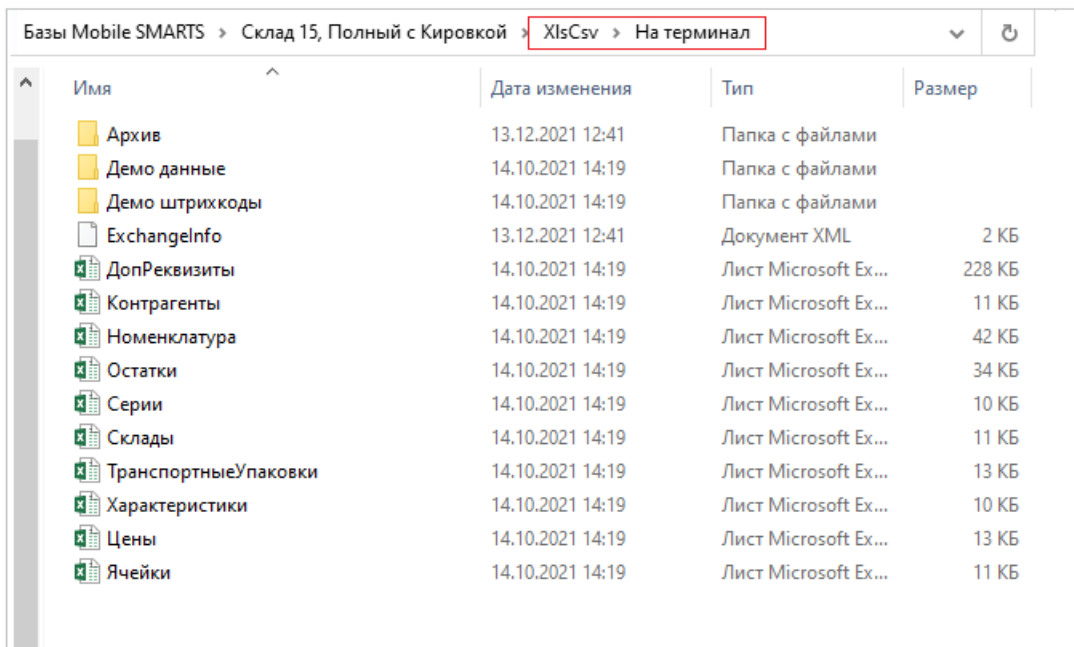 Базы Mobile SMARTS > Склад 15, Полный с Кировкой > XlsCsv > На терминал
Имя Дата изменения Тип Размер
Архив 13.12.2021 12:41 Папка с файлами
Демо данные 14.10.2021 14:19 Папка с файлами
Демо штрихкоды 14.10.2021 14:19 Папка с файлами
ExchangeInfo 13.12.2021 12:41 Документ XML 2 КБ
ДопРеквизиты 14.10.2021 14:19 Лист Microsoft Ex... 228 КБ
Контрагенты 14.10.2021 14:19 Лист Microsoft Ex... 11 КБ
Номенклатура 14.10.2021 14:19 Лист Microsoft Ex... 42 КБ
Остатки 14.10.2021 14:19 Лист Microsoft Ex... 34 КБ
Серии 14.10.2021 14:19 Лист Microsoft Ex... 10 КБ
Склады 14.10.2021 14:19 Лист Microsoft Ex... 11 КБ
ТранспортныеУпаковки 14.10.2021 14:19 Лист Microsoft Ex... 13 КБ
Характеристики 14.10.2021 14:19 Лист Microsoft Ex... 10 КБ
Цены 14.10.2021 14:19 Лист Microsoft Ex... 13 КБ
Ячейки 14.10.2021 14:19 Лист Microsoft Ex... 11 КБ